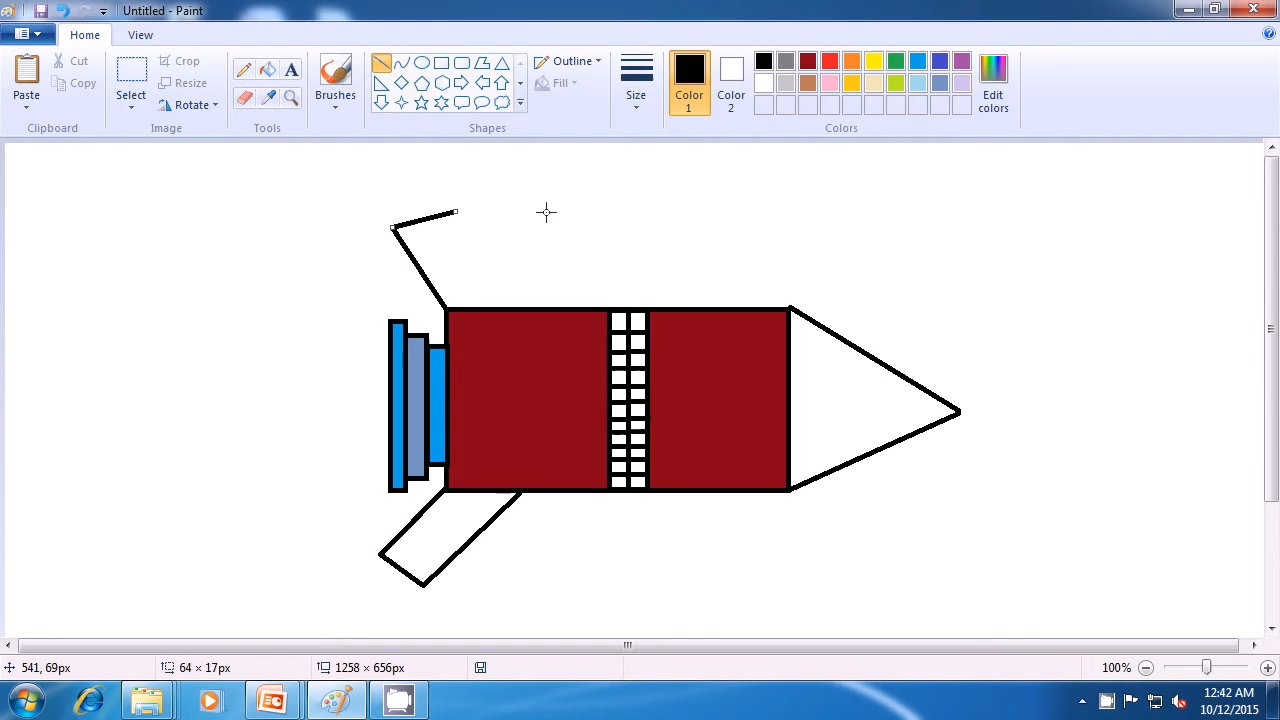 Untitled - Paint
Home View
Paste
Cut
Copy
Clipboard
Select
Crop
Resize
Rotate
Image
A
Tools
Brushes
Shapes
Outline
Fill
Size
Color 1
Color 2
Edit colors
Colors
541, 69px
64 × 17px
1258 × 656px
100%
12:42 AM
10/12/2015